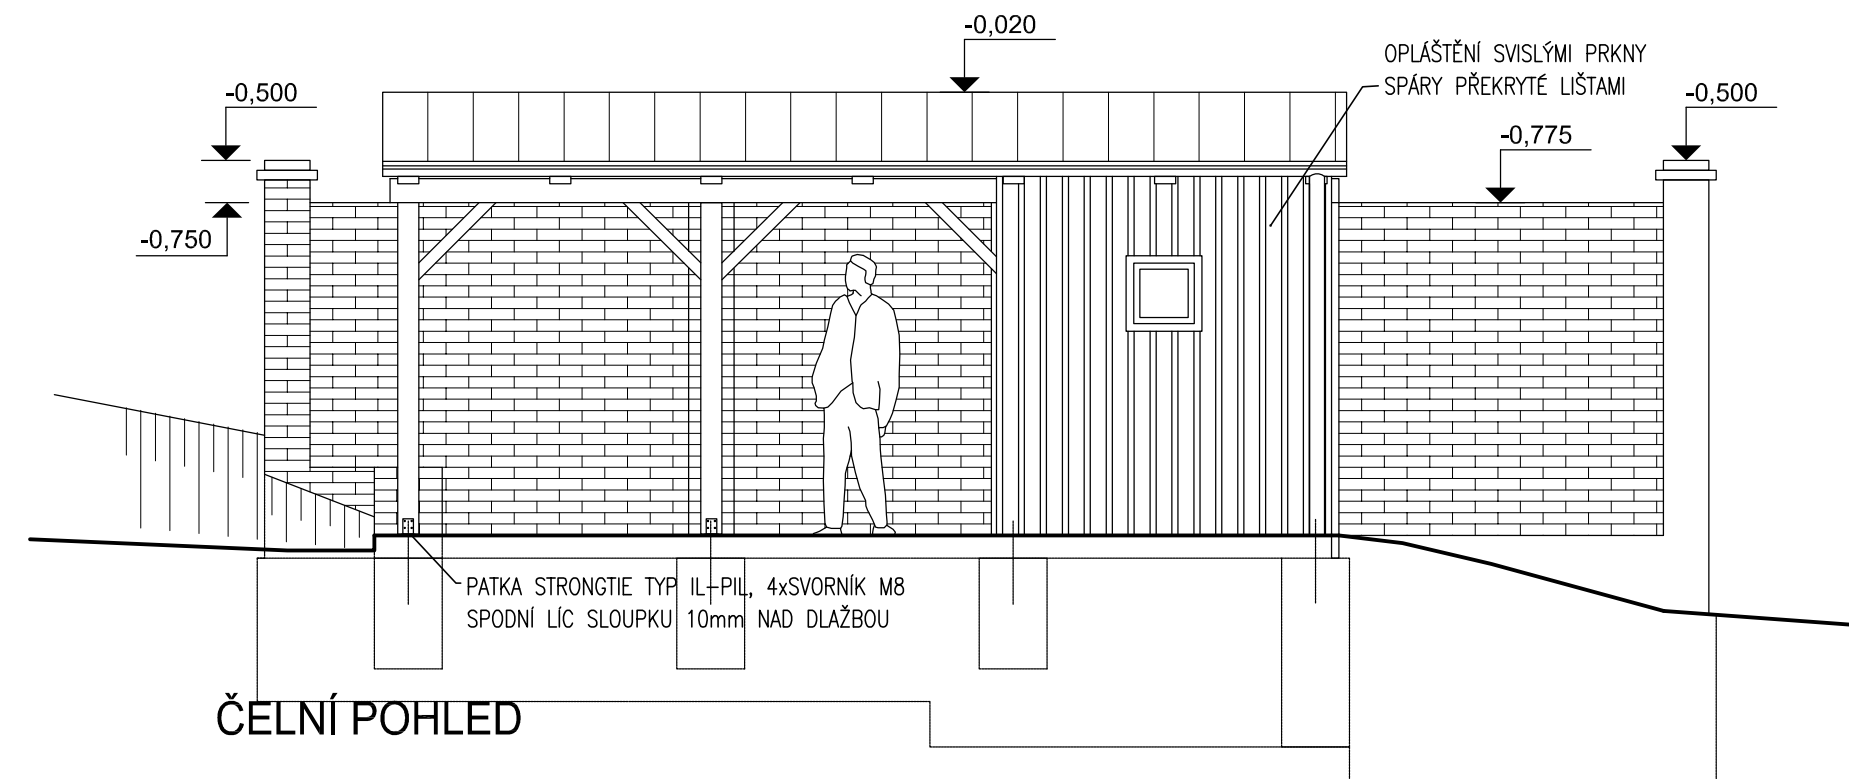 -0,020
OPLÁŠTĚNÍ SVISLÝMI PRKNY
SPÁRY PŘEKRYTÉ LIŠTAMI
-0,500
-0,500
-0,775
-0,750
PATKA STRONGTIE TYP IL-PIL, 4xSVORNÍK M8
SPODNÍ LÍC SLOUPKU 10mm NAD DLAŽBOU
ČELNÍ POHLED